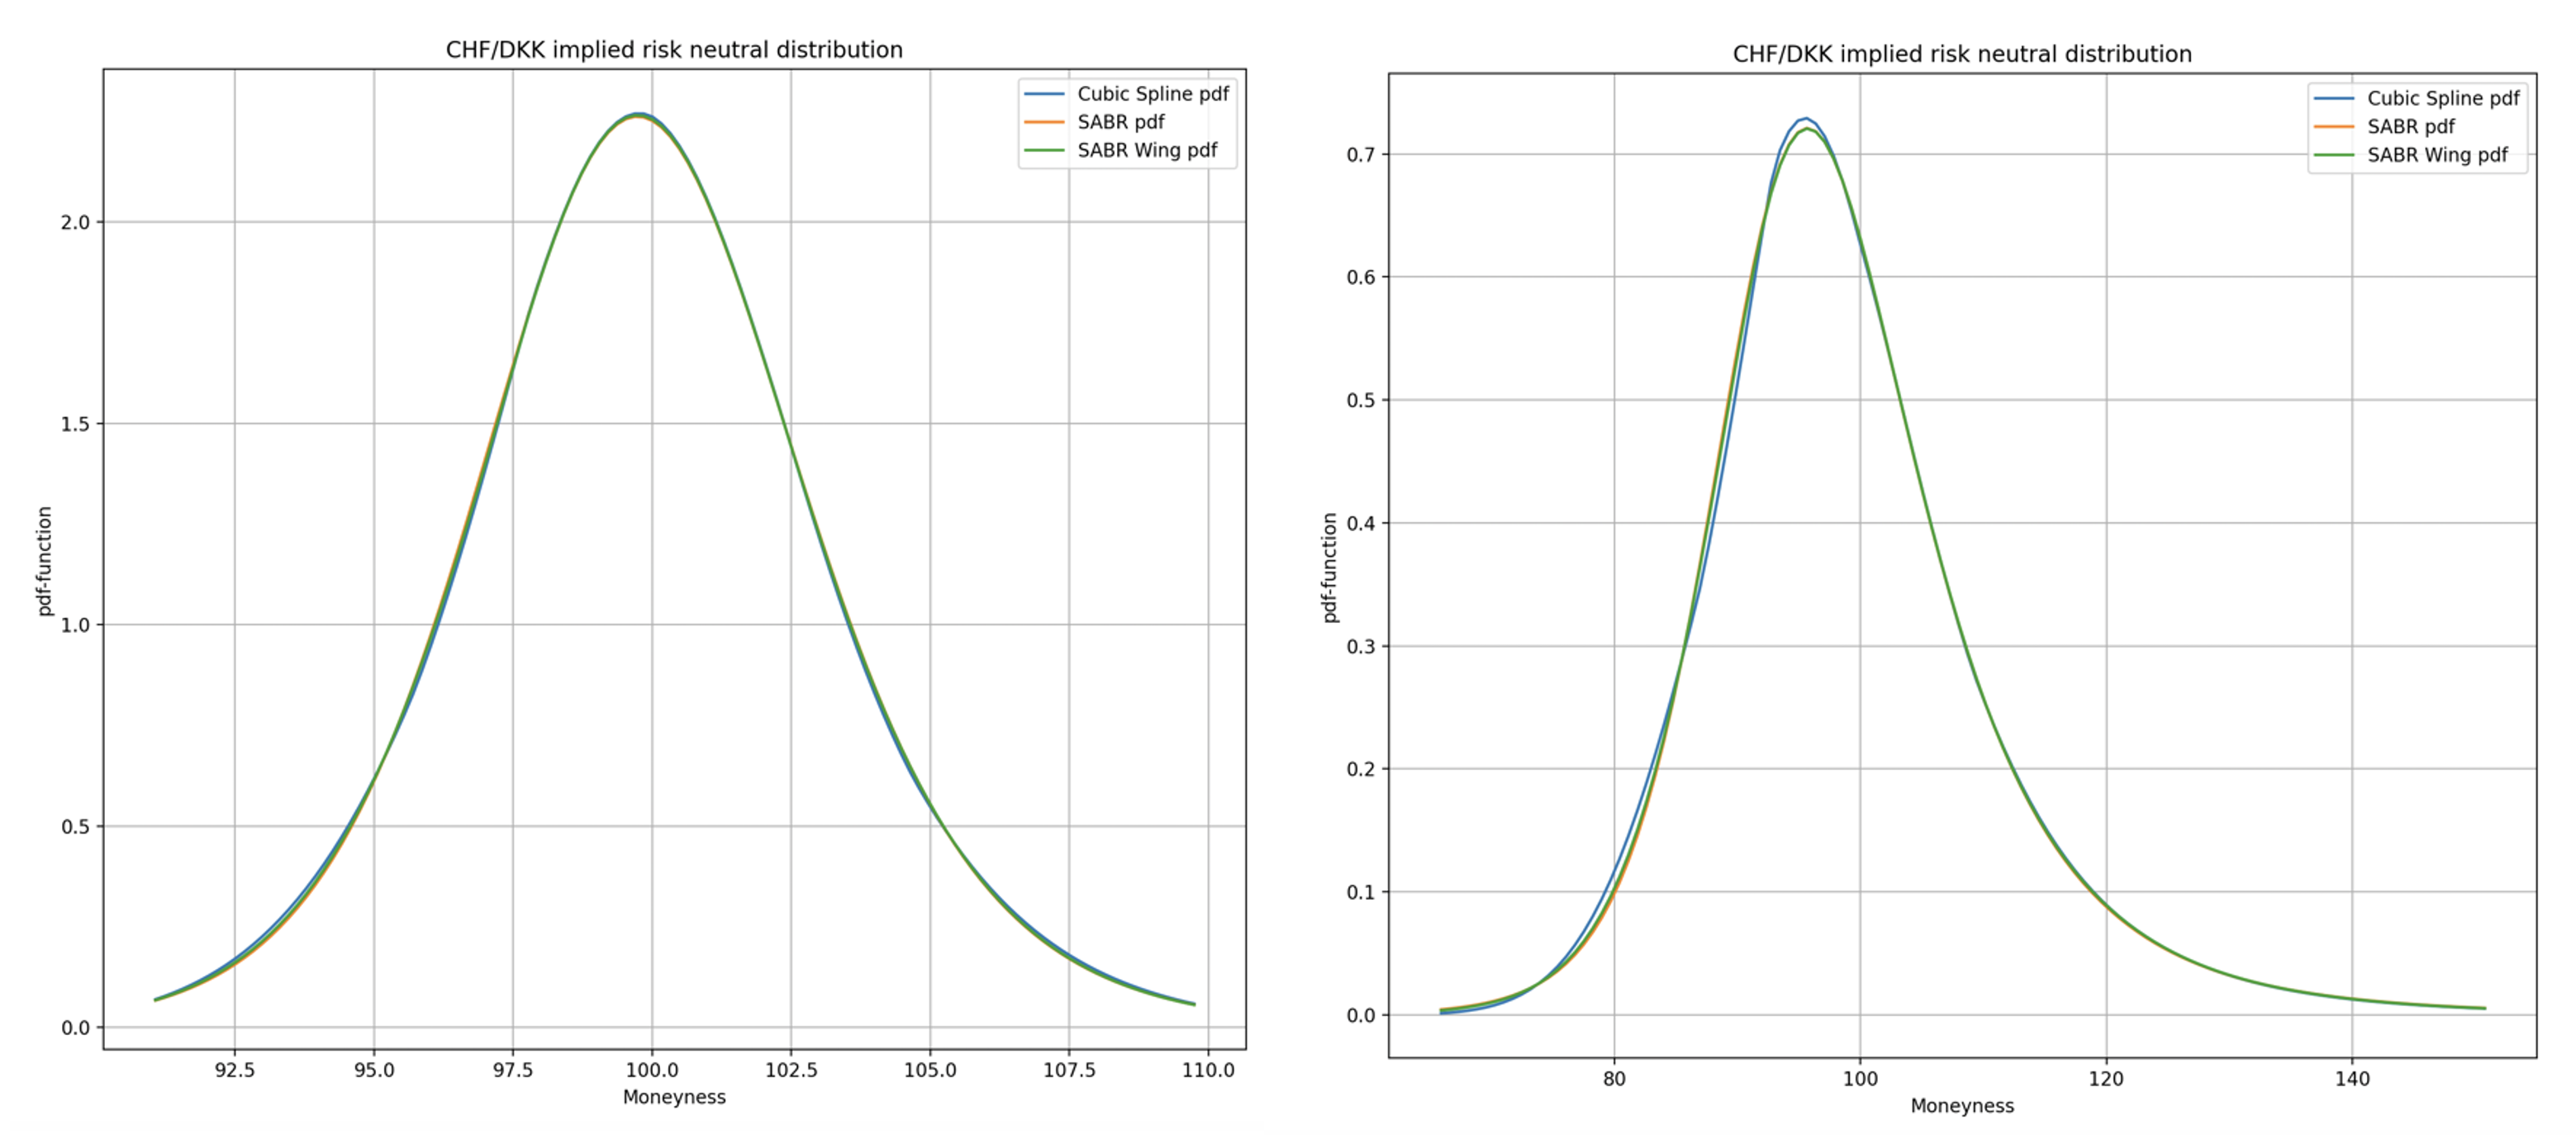 CHF/DKK implied risk neutral distribution
Cubic Spline pdf
SABR pdf
SABR Wing pdf
pdf-function
2.0
1.5
1.0
0.5
0.0
92.5 95.0 97.5 100.0 102.5 105.0 107.5 110.0
Moneyness
CHF/DKK implied risk neutral distribution
Cubic Spline pdf
SABR pdf
SABR Wing pdf
pdf-function
0.7
0.6
0.5
0.4
0.3
0.2
0.1
0.0
80 100 120 140
Moneyness